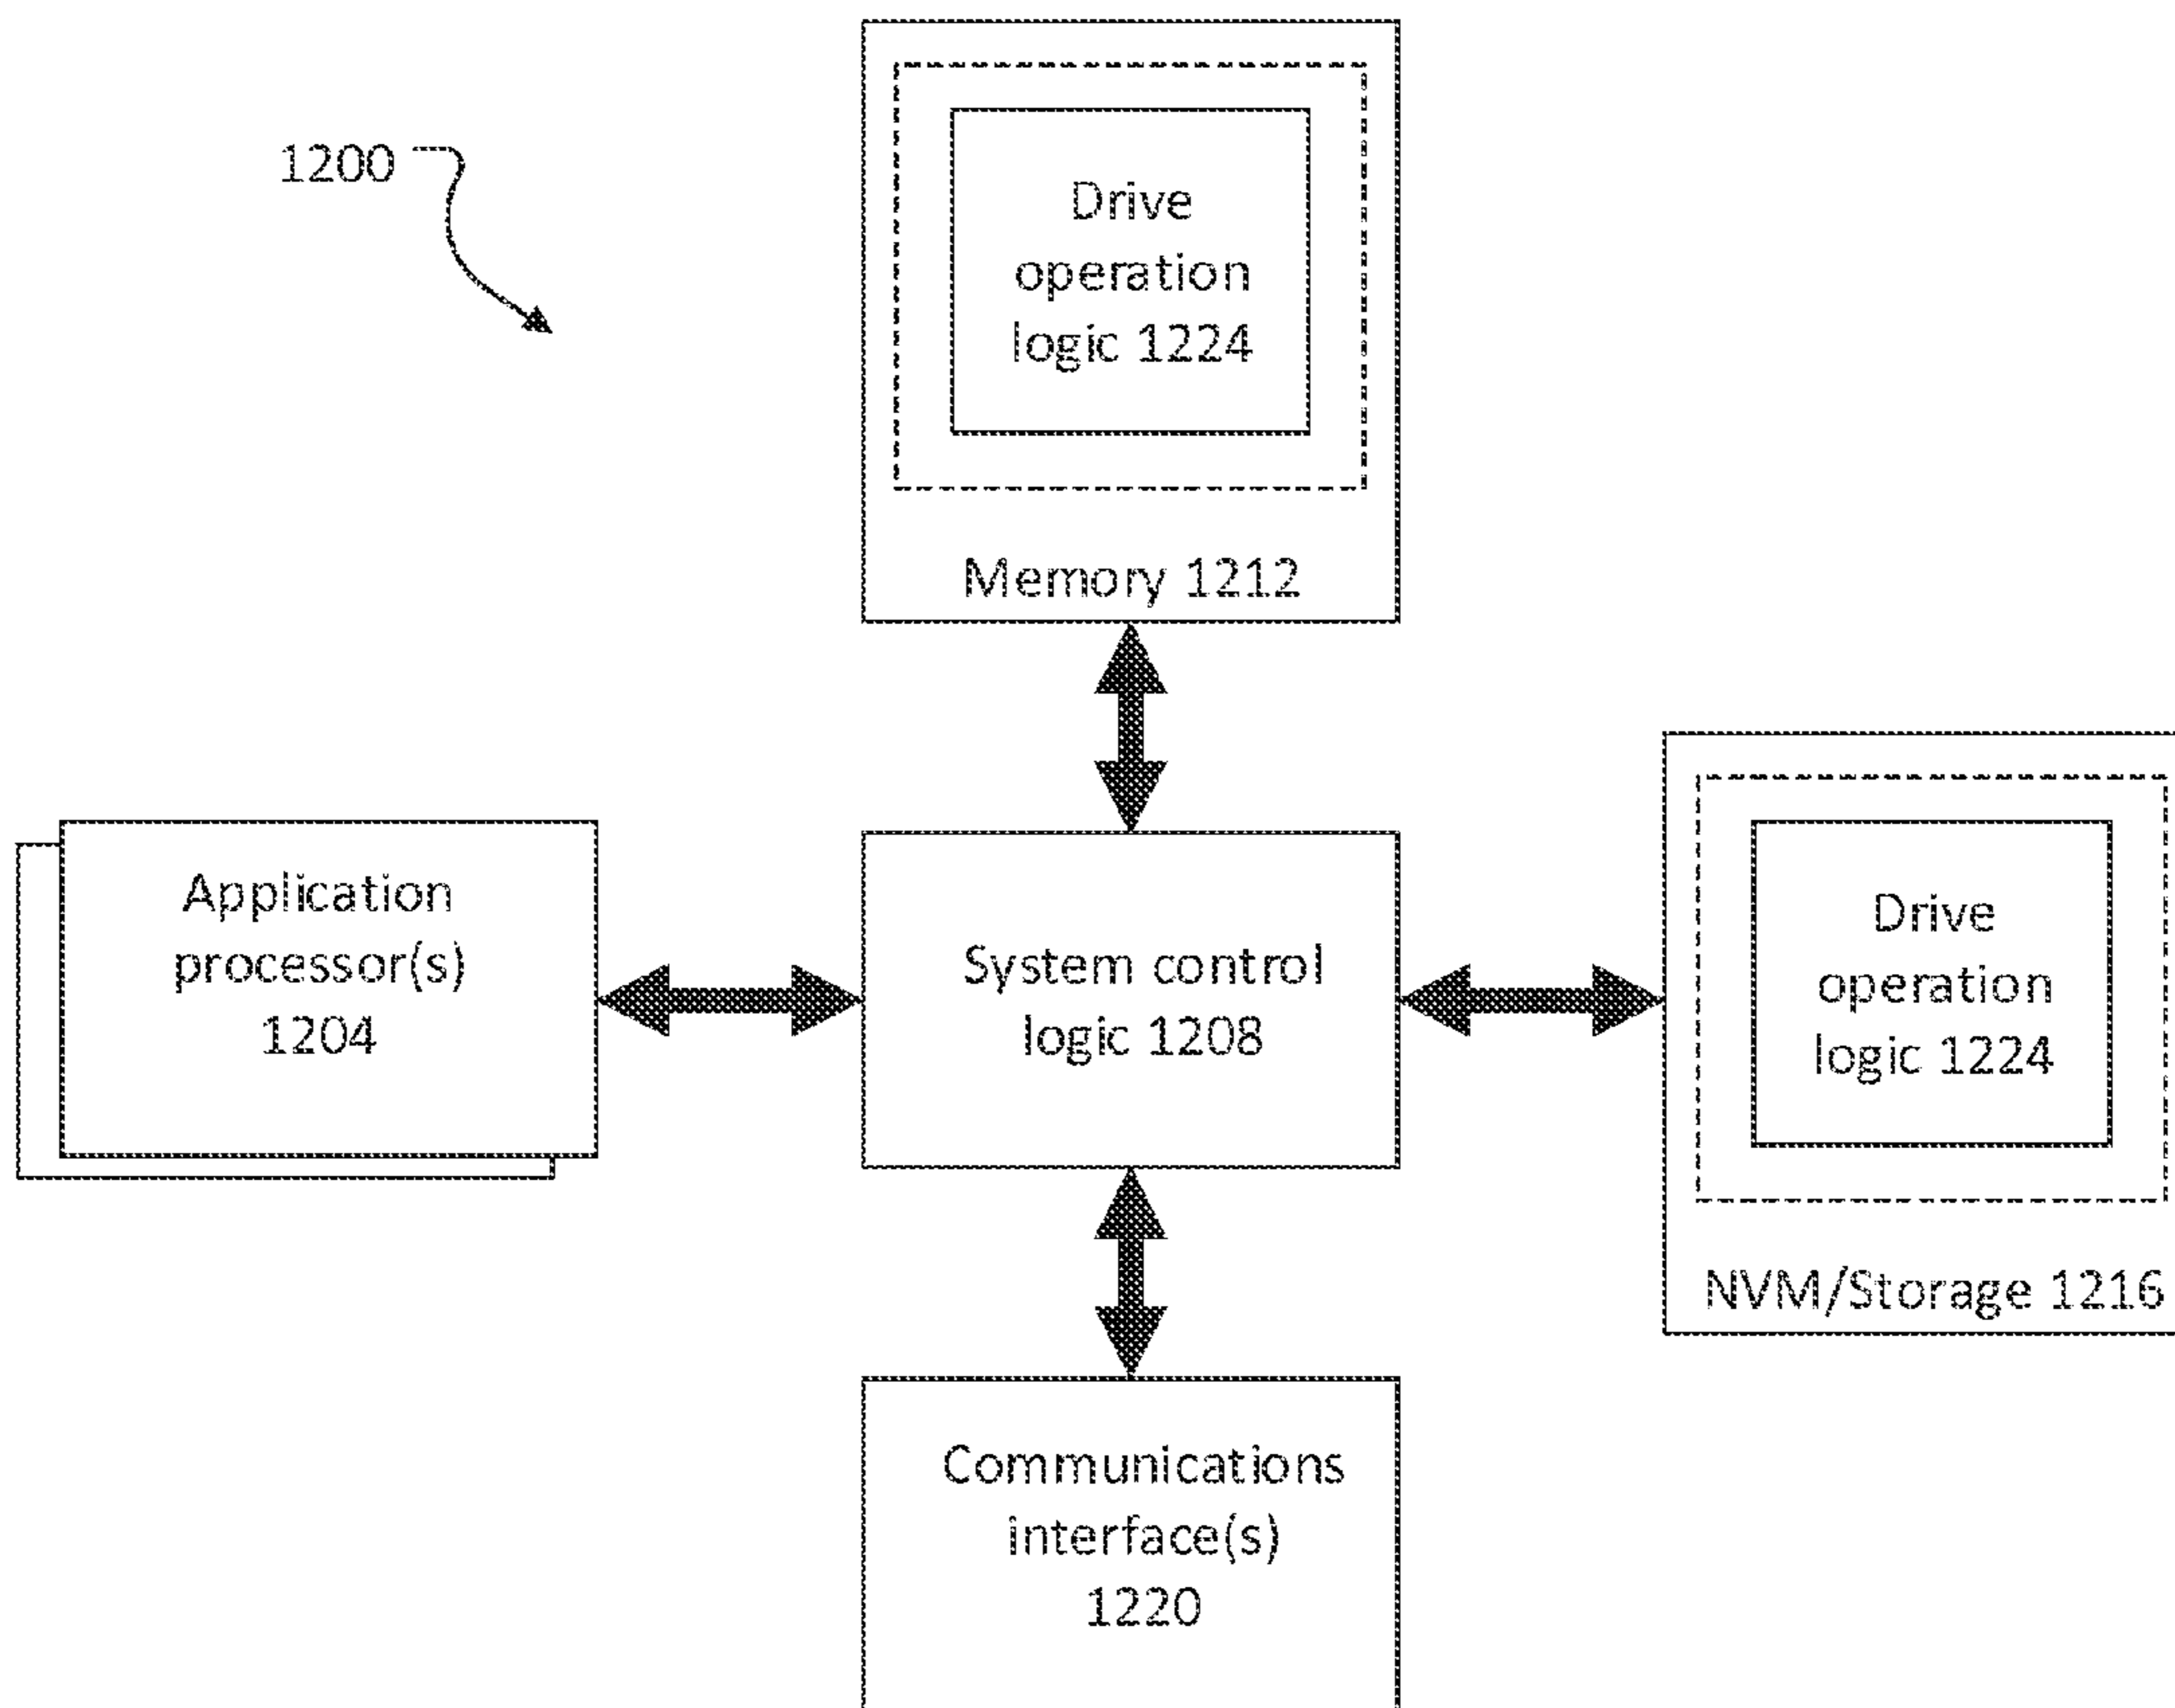 1200
Drive
operation
logic 1224
Memory 1212
Application
processor(s)
1204
System control
logic 1208
Drive
operation
logic 1224
NVM/Storage 1216
Communications
interface(s)
1220